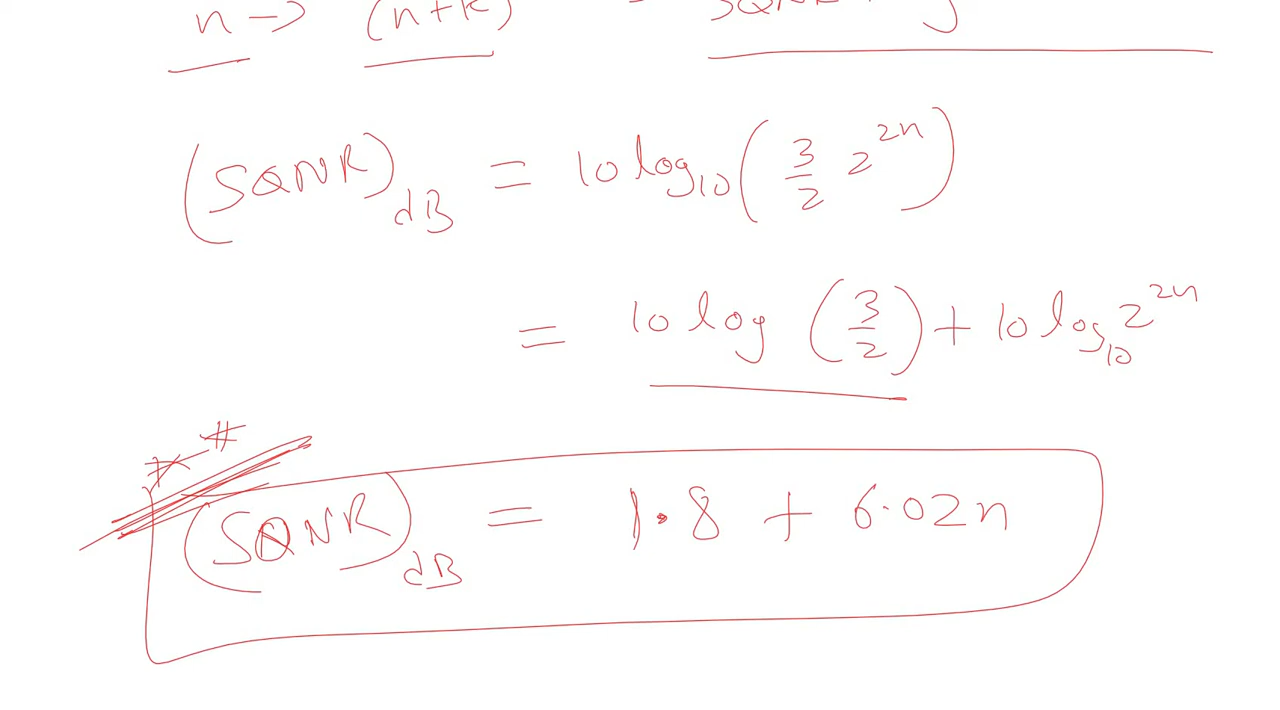 n → (n+k)
(SQNR)dB = 10 log10 (3/2 2^2n)
= 10 log (3/2) + 10 log10 2^2n
(SQNR)dB = 1.8 + 6.02n